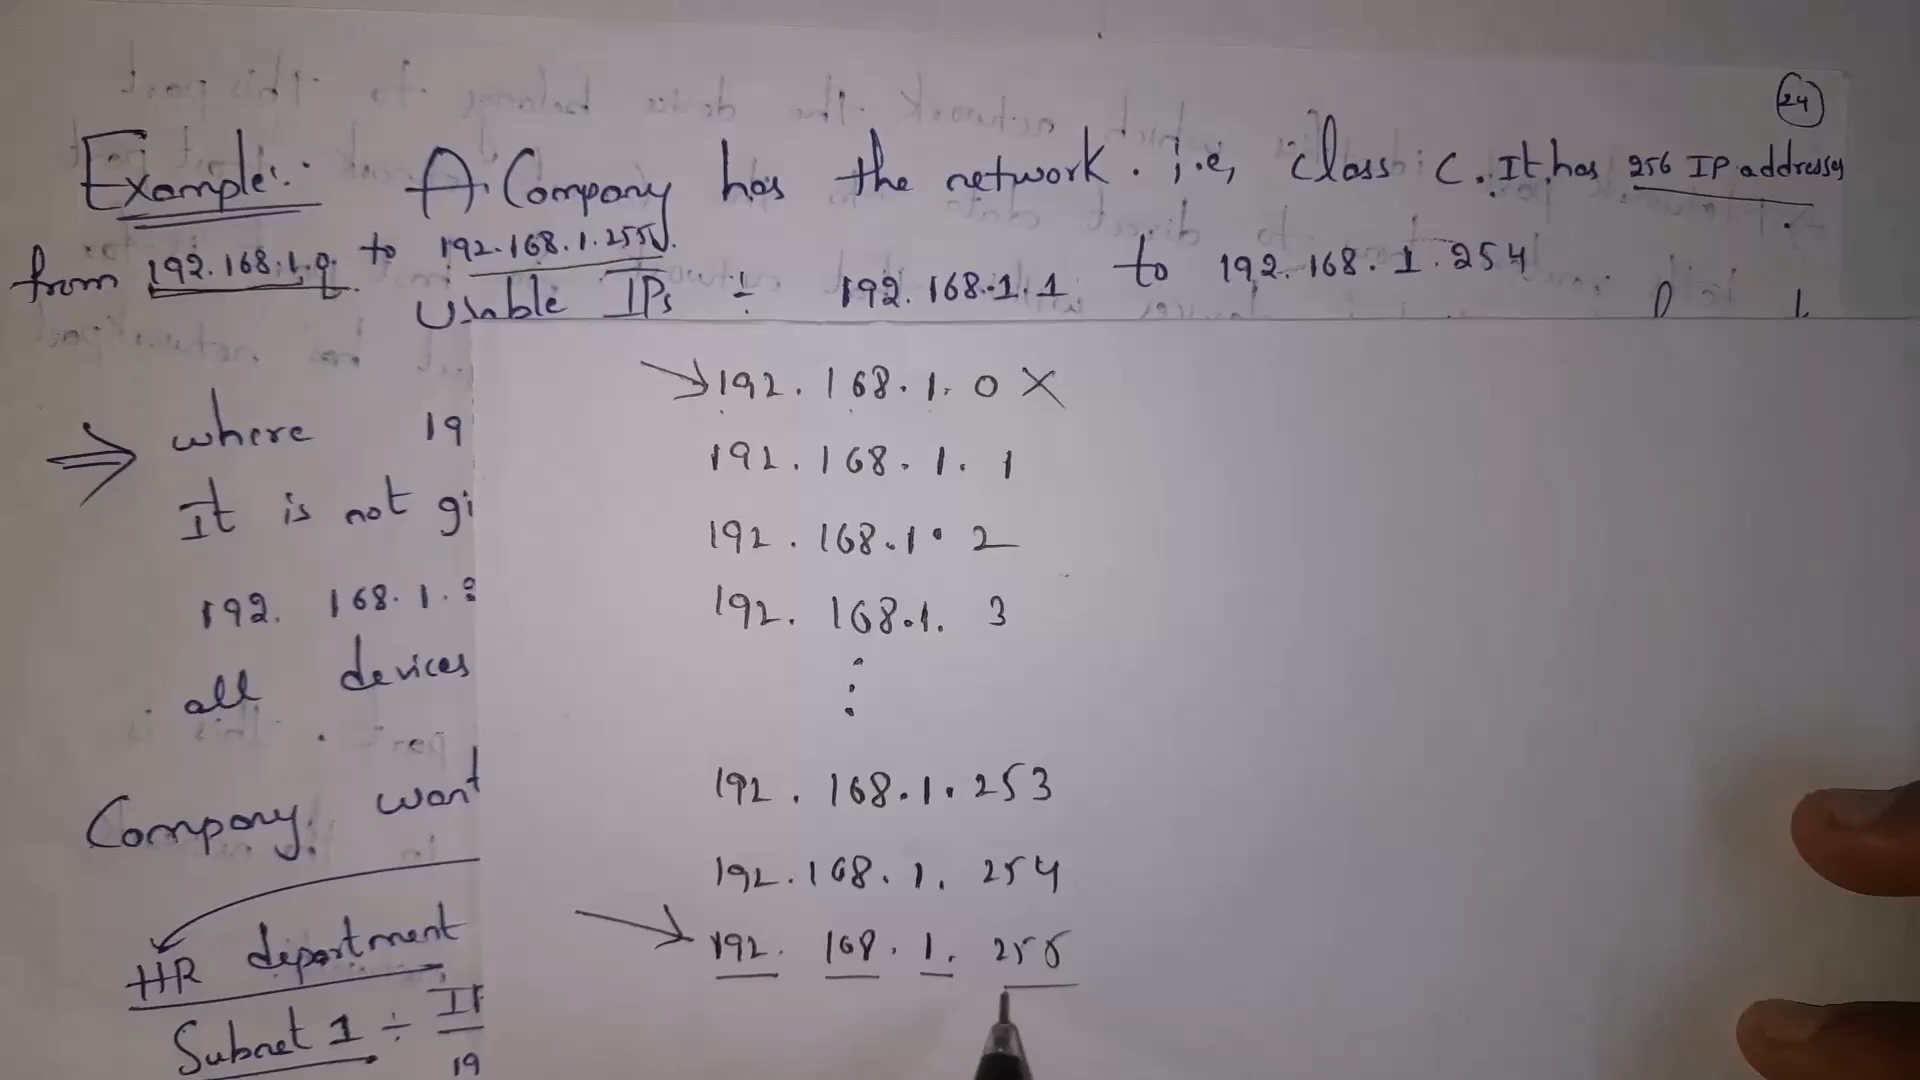 24
Example:- A Company has the network. i.e, class C. It has 256 IP addresses
from 192.168.1.0. to 192.168.1.255.
Usable IPs ÷ 192.168.1.1 to 192.168.1.254
192.168.1.0 X
192.168.1.1
192.168.1.2
192.168.1.3
192.168.1.253
192.168.1.254
192.168.1.255
⇒ where 19
It is not gi
192.168.1.
all devices
Company want
HR department
Subnet 1 ÷ IP
19